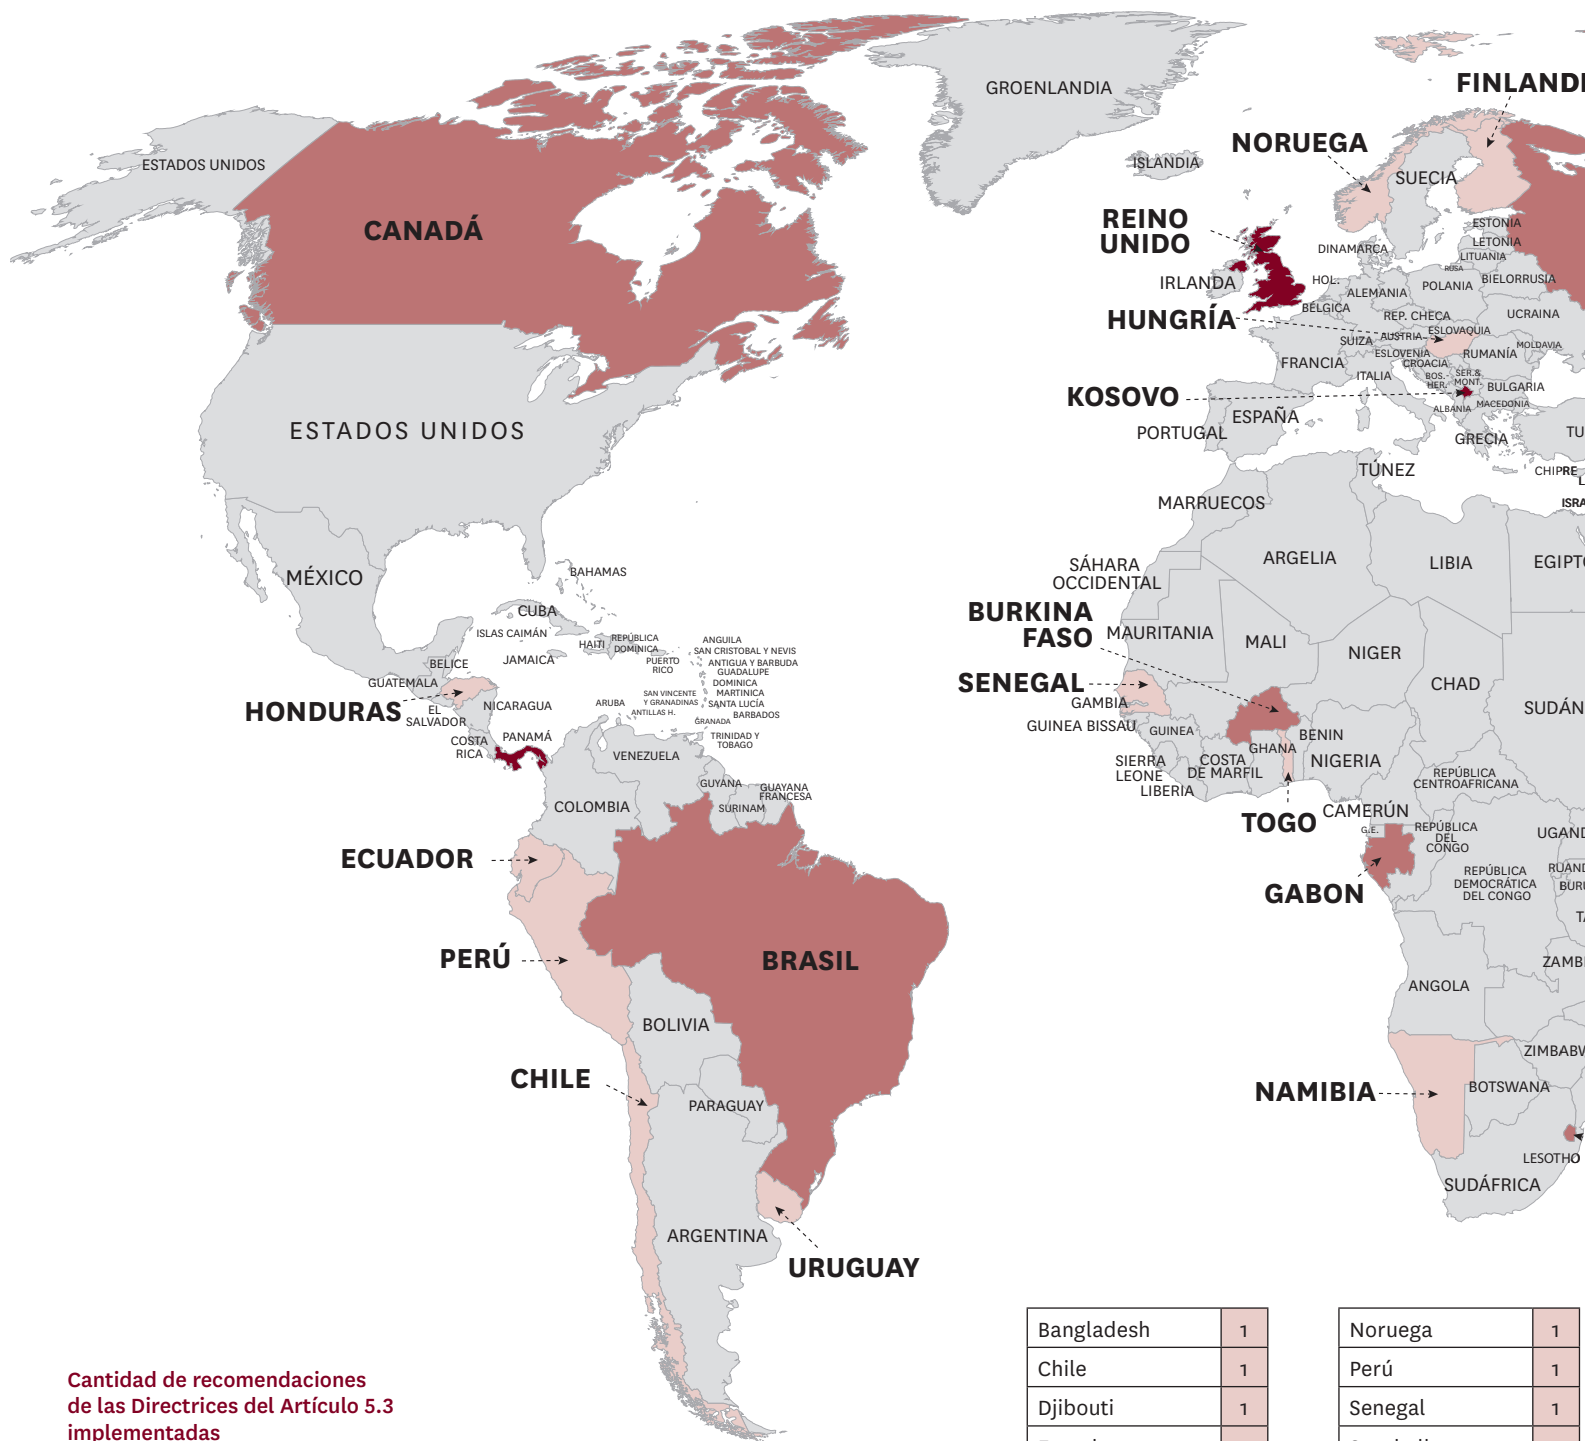 GROENLANDIA
FINLANDI
ESTADOS UNIDOS
NORUEGA
ISLANDIA
SUECIA
CANADÁ
REINO
UNIDO
ESTONIA
LETONIA
LITUANIA
DINAMARCA
RUSA
IRLANDA
HOL.
ALEMANIA
POLANIA
BIELORRUSIA
BELGICA
HUNGRÍA
REP. CHECA
UCRAINA
ESLOVAQUIA
AUSTRIA
SUIZA
MOLDAVIA
ESLOVENIA
RUMANÍA
FRANCIA
CROACIA
ITALIA
BOS.-
HER.
SER.&
MONT.
BULGARIA
KOSOVO
ALBANIA
MACEDONIA
ESPAÑA
PORTUGAL
GRECIA
TU
ESTADOS UNIDOS
TÚNEZ
CHIPRE
L
ISRA
MARRUECOS
ARGELIA
LIBIA
EGIPTO
SÁHARA
OCCIDENTAL
MÉXICO
BAHAMAS
CUBA
ISLAS CAIMÁN
HAITI
REPÚBLICA
DOMINICA
JAMAICA
PUERTO
RICO
ANGUILA
SAN CRISTOBAL Y NEVIS
ANTIGUA Y BARBUDA
GUADALUPE
DOMINICA
MARTINICA
SANTA LUCÍA
BARBADOS
SAN VINCENTE
Y GRANADINAS
ARUBA
ANTILLAS H.
GRANADA
TRINIDAD Y
TOBAGO
BELICE
GUATEMALA
HONDURAS
EL
SALVADOR
NICARAGUA
COSTA
RICA
PANAMÁ
BURKINA
FASO
MAURITANIA
MALI
NIGER
CHAD
SUDÁN
SENEGAL
GAMBIA
GUINEA BISSAU
GUINEA
SIERRA
LEONE
LIBERIA
COSTA
DE MARFIL
GHANA
BENIN
NIGERIA
TOGO
CAMERÚN
REPÚBLICA
CENTROAFRICANA
G.E.
REPÚBLICA
DEL
CONGO
UGAND
RUAND
BURU
REPÚBLICA
DEMOCRÁTICA
DEL CONGO
GABON
TA
VENEZUELA
GUYANA
GUAYANA
FRANCESA
SURINAM
COLOMBIA
ECUADOR
PERÚ
BRASIL
BOLIVIA
CHILE
PARAGUAY
ARGENTINA
URUGUAY
ZAMBI
ANGOLA
ZIMBABW
NAMIBIA
BOTSWANA
LESOTHO
SUDÁFRICA
Cantidad de recomendaciones
de las Directrices del Artículo 5.3
implementadas
Bangladesh 1
Chile 1
Djibouti 1
Noruega 1
Perú 1
Senegal 1